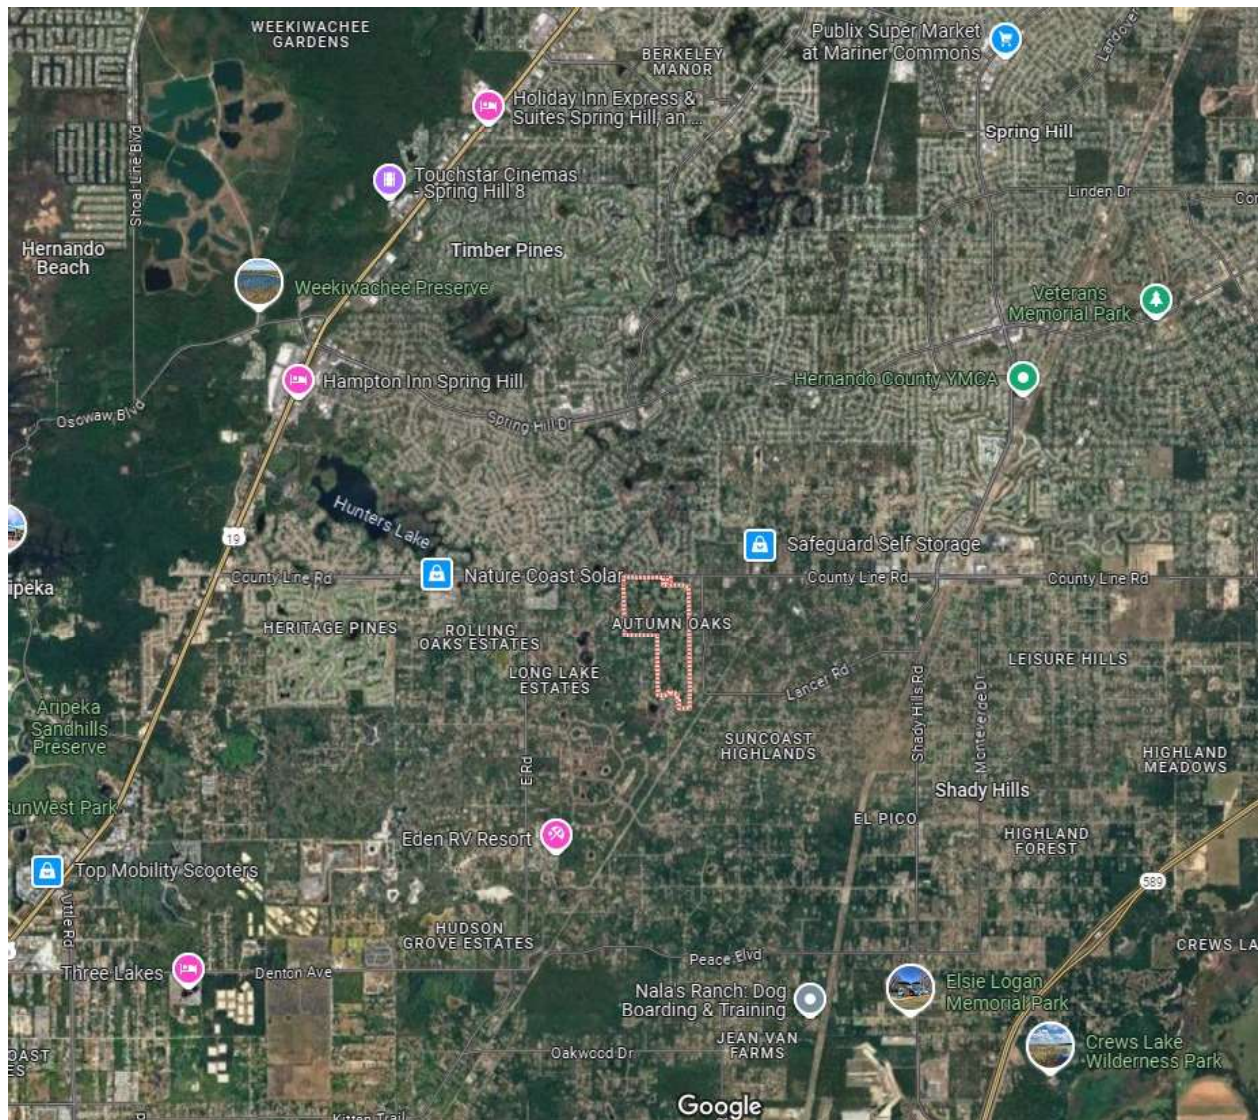 WEEKIWACHEE
GARDENS
Publix Super Market
at Mariner Commons
BERKELEY
MANOR
Landover
Holiday Inn Express &
Suites Spring Hill, an ...
Shoal Line Blvd
Spring Hill
Touchstar Cinemas
- Spring Hill 8
Linden Dr
Hernando
Beach
Timber Pines
Weekiwachee Preserve
Veterans
Memorial Park
Hampton Inn Spring Hill
Hernando County YMCA
Osowaw Blvd
Spring Hill Dr
Hunters Lake
19
Safeguard Self Storage
County Line Rd
Nature Coast Solar
County Line Rd
County Line Rd
ipeka
HERITAGE PINES
ROLLING
OAKS ESTATES
AUTUMN OAKS
LONG LAKE
ESTATES
LEISURE HILLS
Lancer Rd
Shady Hills Rd
Monteverde Dr
Aripeka
Sandhills
Preserve
SUNCOAST
HIGHLANDS
HIGHLAND
MEADOWS
E Rd
SunWest Park
Shady Hills
EL PICO
Eden RV Resort
HIGHLAND
FOREST
Top Mobility Scooters
589
Little Rd
HUDSON
GROVE ESTATES
CREWS LA
Peace Blvd
Three Lakes
Denton Ave
Nala's Ranch: Dog
Boarding & Training
Elsie Logan
Memorial Park
JEAN VAN
FARMS
Oakwood Dr
Crews Lake
Wilderness Park
OAST
ES
Google
Kitten Trail